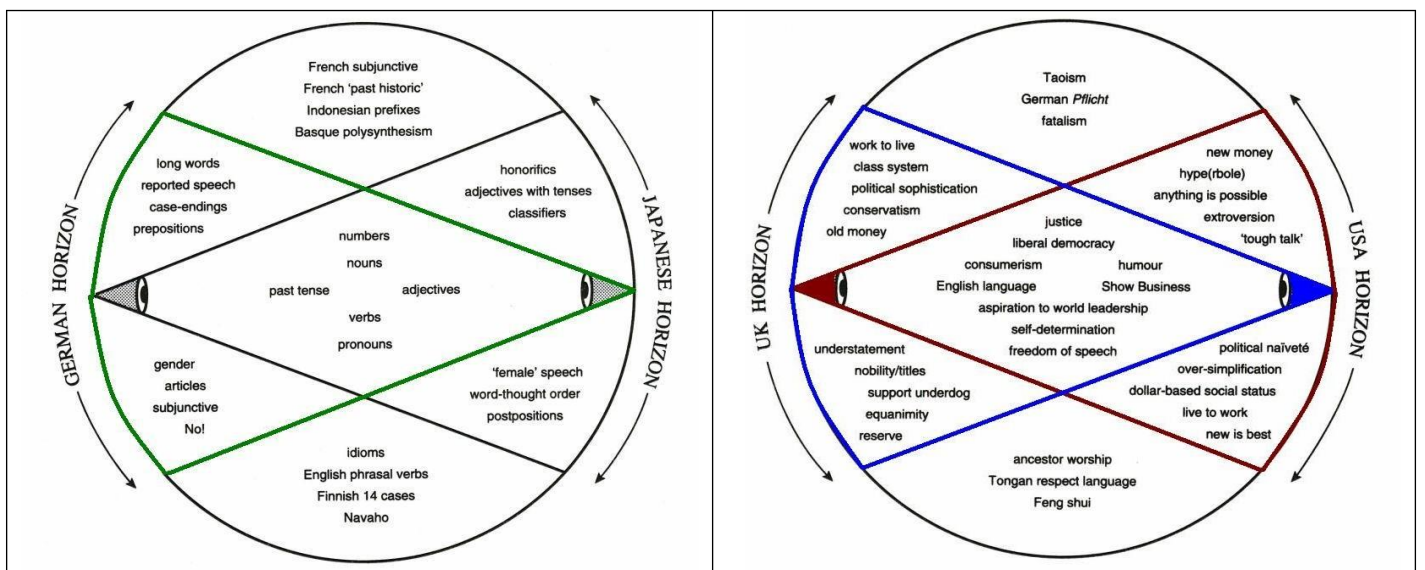 French subjunctive
French ‘past historic’
Indonesian prefixes
Basque polysynthesism
long words
reported speech
case-endings
prepositions
honorifics
adjectives with tenses
classifiers
GERMAN HORIZON
JAPANESE HORIZON
numbers
nouns
past tense
adjectives
verbs
pronouns
gender
articles
subjunctive
No!
‘female’ speech
word-thought order
postpositions
idioms
English phrasal verbs
Finnish 14 cases
Navaho
Taoism
German Pflicht
fatalism
work to live
class system
political sophistication
conservatism
old money
new money
hype(rbole)
anything is possible
extroversion
‘tough talk’
UK HORIZON
USA HORIZON
justice
liberal democracy
consumerism
humour
English language
Show Business
aspiration to world leadership
self-determination
freedom of speech
understatement
nobility/titles
support underdog
equanimity
reserve
political naïveté
over-simplification
dollar-based social status
live to work
new is best
ancestor worship
Tongan respect language
Feng shui